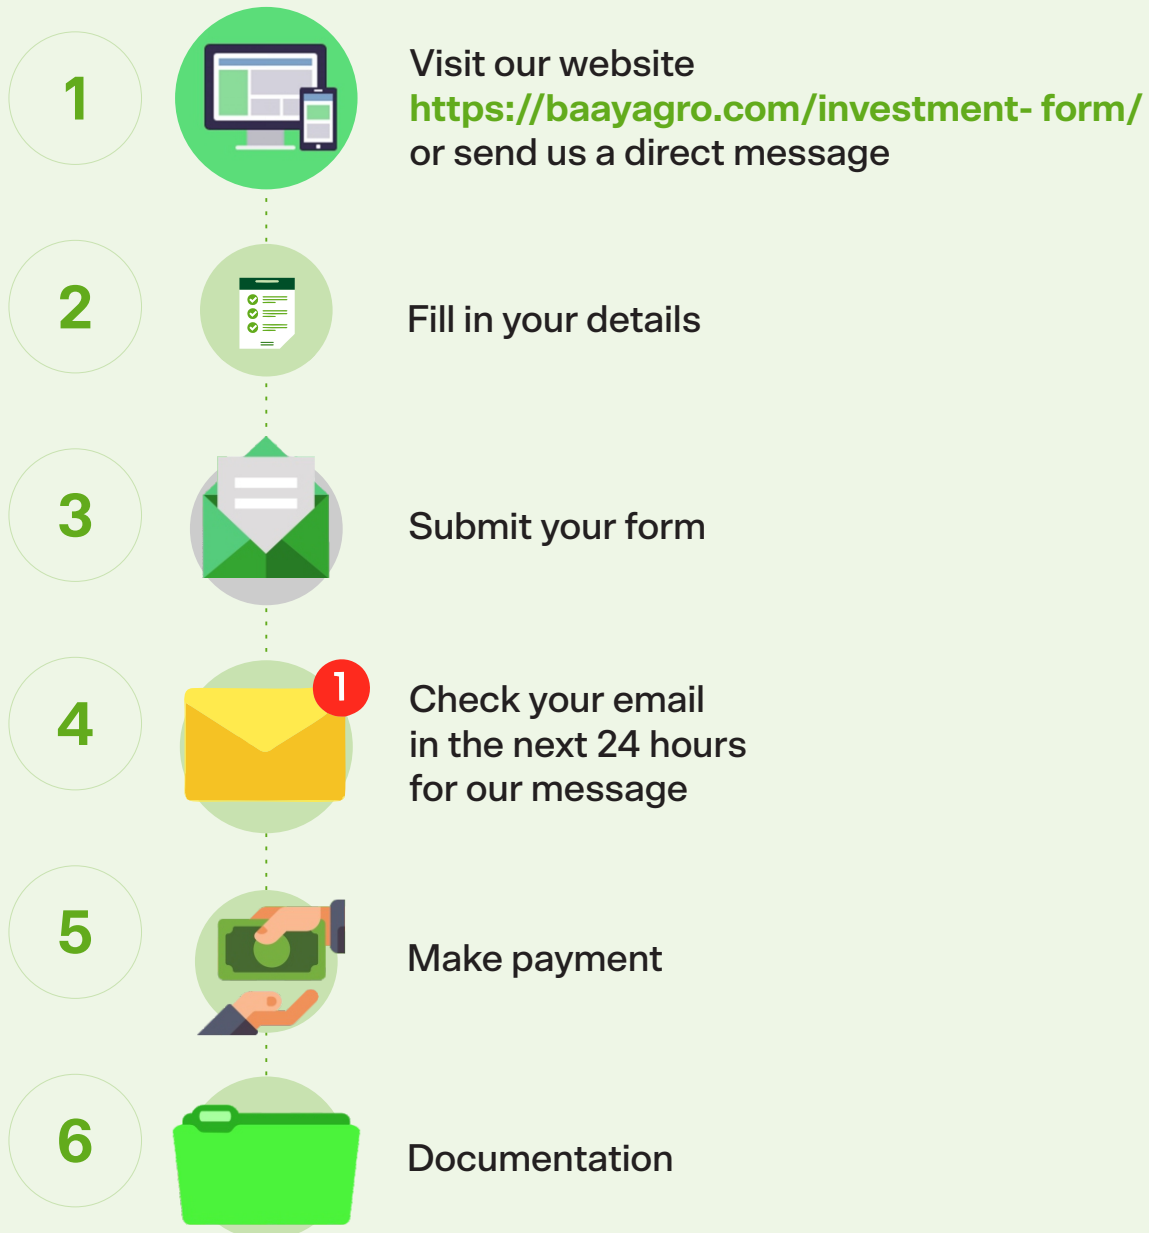 1
Visit our website
https://baayagro.com/investment- form/
or send us a direct message
2
Fill in your details
3
Submit your form
4
1
Check your email
in the next 24 hours
for our message
5
Make payment
6
Documentation